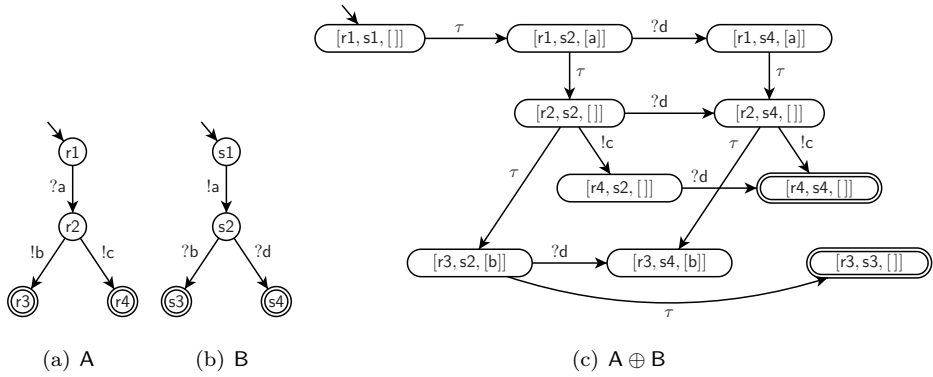 [r1, s1, [ ]]
τ
[r1, s2, [a]]
?d
[r1, s4, [a]]
τ
τ
[r2, s2, [ ]]
?d
[r2, s4, [ ]]
τ
!c
τ
!c
[r4, s2, [ ]]
?d
[r4, s4, [ ]]
[r3, s2, [b]]
?d
[r3, s4, [b]]
[r3, s3, [ ]]
τ
r1
?a
r2
!b
!c
r3
r4
s1
!a
s2
?b
?d
s3
s4
(a) A
(b) B
(c) A ⊕ B